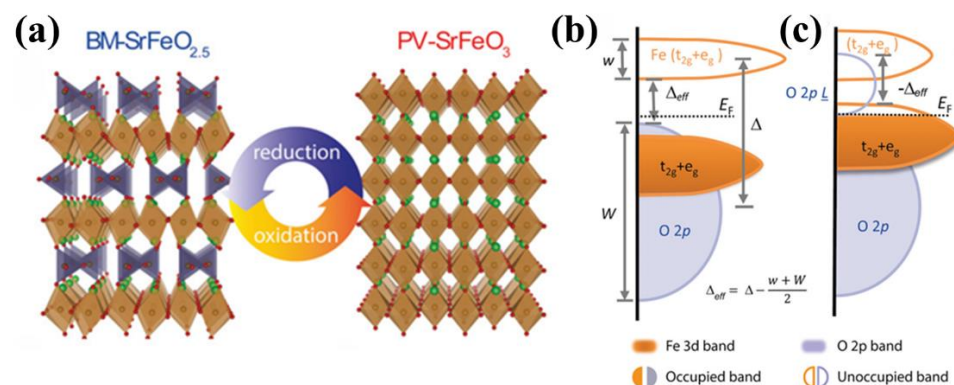 (a)
BM-SrFeO2.5
PV-SrFeO3
reduction
oxidation
(b)
w
Fe (t2g+eg)
Δeff
EF
Δ
t2g+eg
W
O 2p
Δeff = Δ - (w + W)/2
(c)
(t2g+eg)
O 2p L
-Δeff
EF
t2g+eg
O 2p
Fe 3d band
O 2p band
Occupied band
Unoccupied band